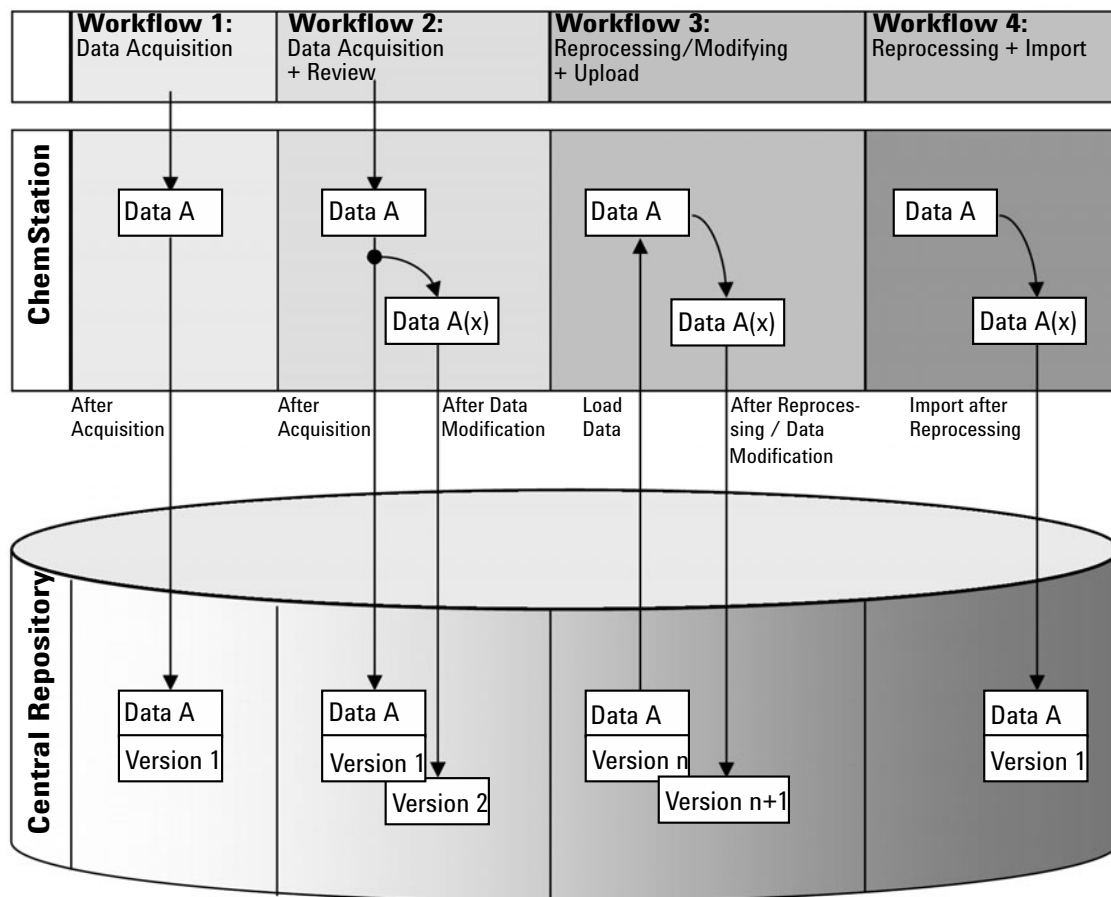 Workflow 1:
Data Acquisition
Workflow 2:
Data Acquisition
+ Review
Workflow 3:
Reprocessing/Modifying
+ Upload
Workflow 4:
Reprocessing + Import
ChemStation
Data A
Data A
Data A(x)
Data A
Data A(x)
Data A
Data A(x)
After
Acquisition
After
Acquisition
After Data
Modification
Load
Data
After Reproces-
sing / Data
Modification
Import after
Reprocessing
Central Repository
Data A
Version 1
Data A
Version 1
Version 2
Data A
Version n
Version n+1
Data A
Version 1